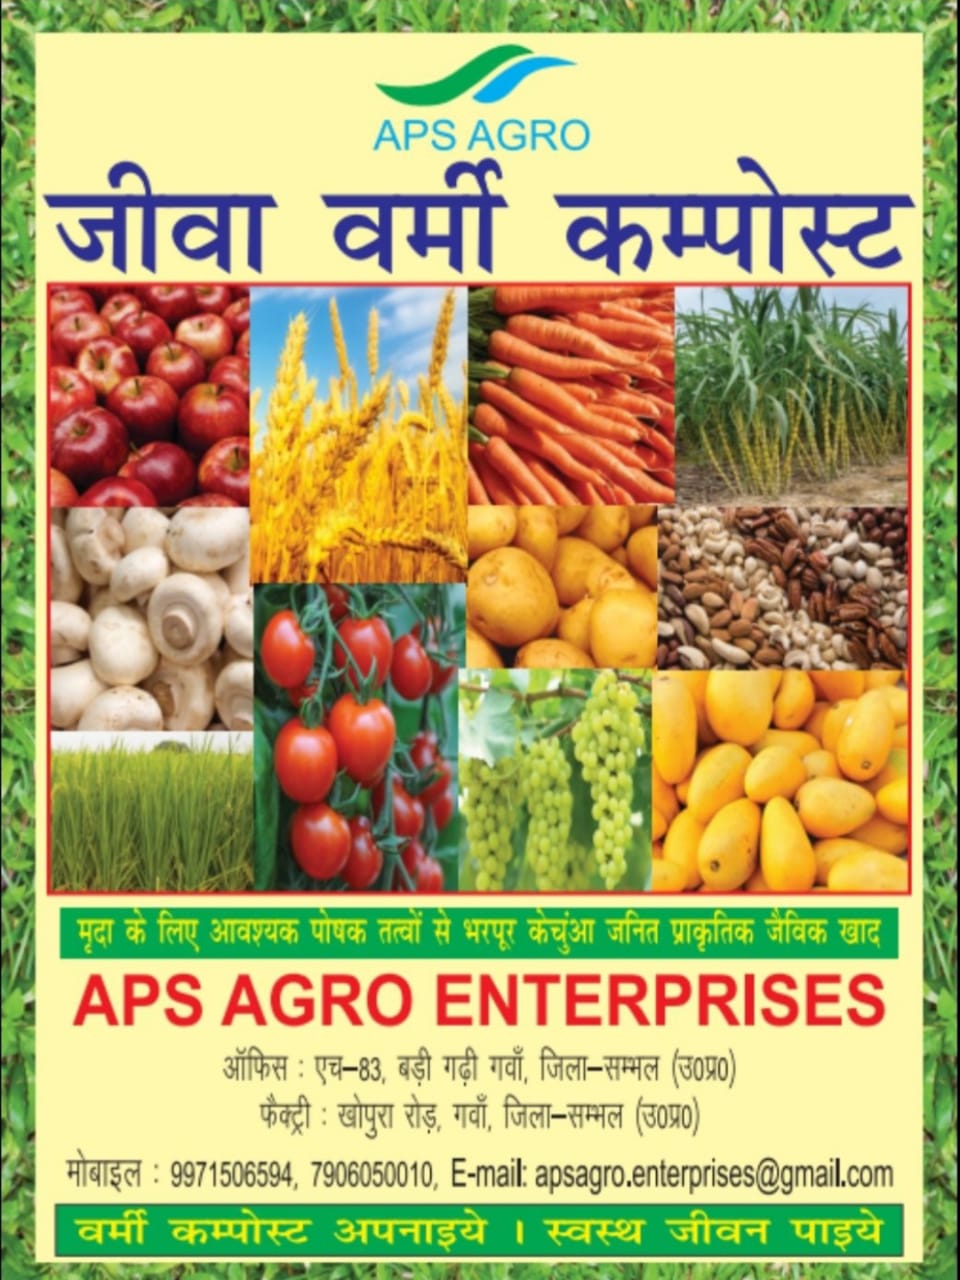 APS AGRO
जीवा वर्मी कम्पोस्ट
मृदा के लिए आवश्यक पोषक तत्वों से भरपूर केचुंआ जनित प्राकृतिक जैविक खाद
APS AGRO ENTERPRISES
ऑफिस : एच–83, बड़ी गढ़ी गवाँ, जिला–सम्भल (उ0प्र0)
फैक्ट्री : खोपुरा रोड़, गवाँ, जिला–सम्भल (उ0प्र0)
मोबाइल : 9971506594, 7906050010, E-mail: apsagro.enterprises@gmail.com
वर्मी कम्पोस्ट अपनाइये । स्वस्थ जीवन पाइये